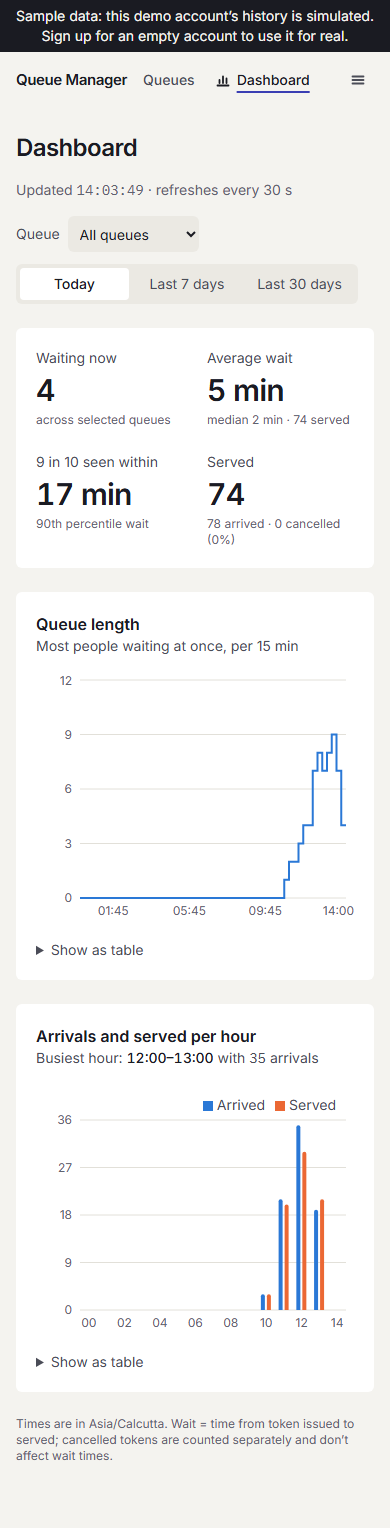 Sample data: this demo account’s history is simulated.
Sign up for an empty account to use it for real.
Queue Manager Queues Dashboard
Dashboard
Updated 14:03:49 · refreshes every 30 s
Queue All queues
Today Last 7 days Last 30 days
Waiting now
4
across selected queues
Average wait
5 min
median 2 min · 74 served
9 in 10 seen within
17 min
90th percentile wait
Served
74
78 arrived · 0 cancelled
(0%)
Queue length
Most people waiting at once, per 15 min
12
9
6
3
0
01:45 05:45 09:45 14:00
Show as table
Arrivals and served per hour
Busiest hour: 12:00–13:00 with 35 arrivals
Arrived Served
36
27
18
9
0
00 02 04 06 08 10 12 14
Show as table
Times are in Asia/Calcutta. Wait = time from token issued to
served; cancelled tokens are counted separately and don’t
affect wait times.